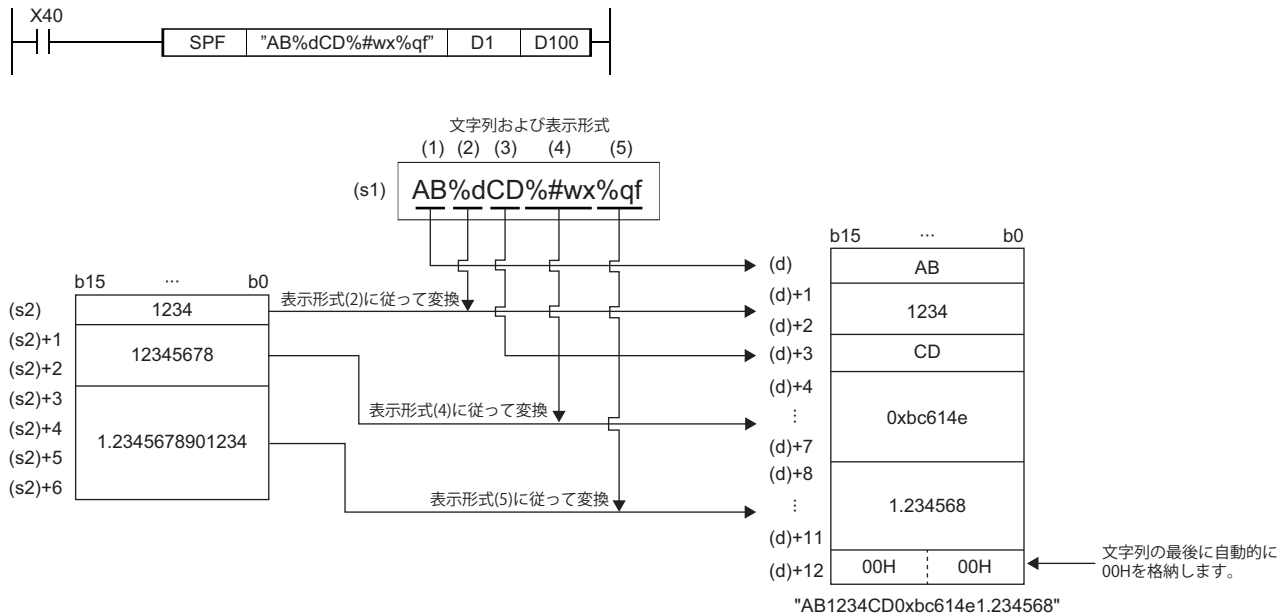 X40
SPF ”AB%dCD%#wx%qf” D1 D100
文字列および表示形式
(1) (2) (3) (4) (5)
(s1) AB%dCD%#wx%qf
b15 … b0
(s2) 1234
(s2)+1
(s2)+2
12345678
(s2)+3
(s2)+4
(s2)+5
(s2)+6
1.2345678901234
表示形式(2)に従って変換
表示形式(4)に従って変換
表示形式(5)に従って変換
b15 … b0
(d) AB
(d)+1
(d)+2
1234
(d)+3 CD
(d)+4
⋮
(d)+7
0xbc614e
(d)+8
⋮
(d)+11
1.234568
(d)+12 00H 00H
文字列の最後に自動的に
00Hを格納します。
"AB1234CD0xbc614e1.234568"